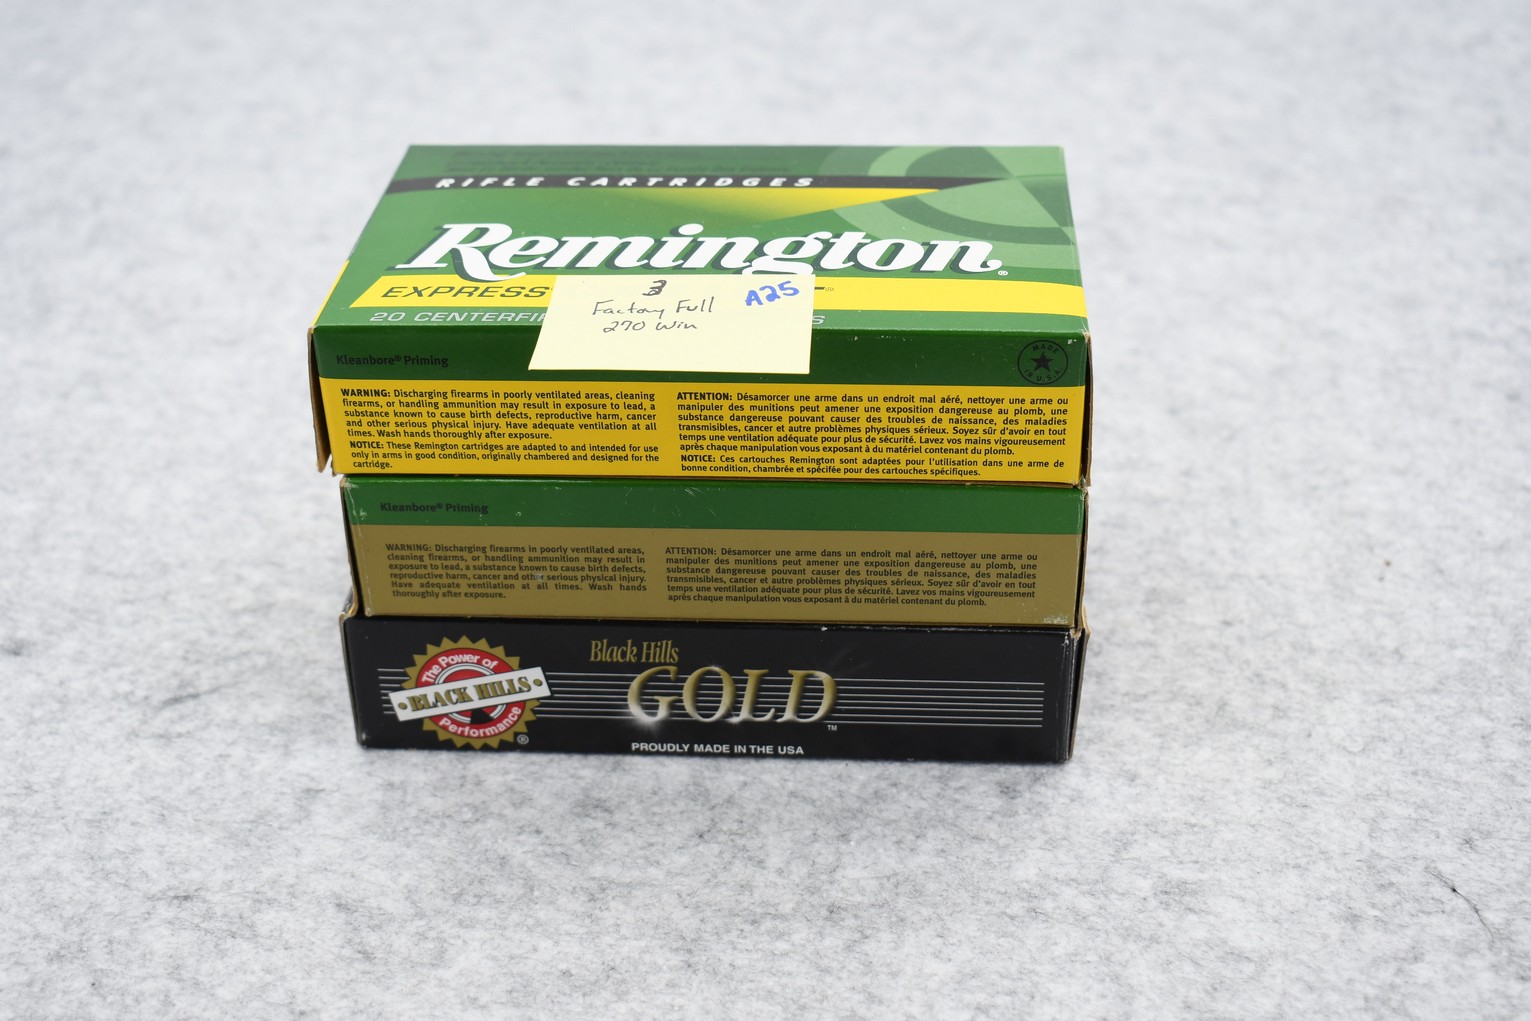 RIFLE CARTRIDGES
Remington®
EXPRESS
20 CENTERFI
3
A25
Factory Full
270 Win
Kleanbore® Priming
MADE
IN U.S.A.
WARNING: Discharging firearms in poorly ventilated areas, cleaning
firearms, or handling ammunition may result in exposure to lead, a
substance known to cause birth defects, reproductive harm, cancer
and other serious physical injury. Have adequate ventilation at all
times. Wash hands thoroughly after exposure.
NOTICE: These Remington cartridges are adapted to and intended for use
only in arms in good condition, originally chambered and designed for the
cartridge.
ATTENTION: Désamorcer une arme dans un endroit mal aéré, nettoyer une arme ou
manipuler des munitions peut amener une exposition dangereuse au plomb, une
substance dangereuse pouvant causer des troubles de naissance, des maladies
transmisibles, cancer et autre problèmes physiques sérieux. Soyez sûr d'avoir en tout
temps une ventilation adéquate pour plus de sécurité. Lavez vos mains vigoureusement
après chaque manipulation vous exposant à du matériel contenant du plomb.
NOTICE: Ces cartouches Remington sont adaptées pour l'utilisation dans une arme de
bonne condition, chambrée et spécifée pour des cartouches spécifiques.
Kleanbore® Priming
WARNING: Discharging firearms in poorly ventilated areas,
cleaning firearms, or handling ammunition may result in
exposure to lead, a substance known to cause birth defects,
reproductive harm, cancer and other serious physical injury.
Have adequate ventilation at all times. Wash hands
thoroughly after exposure.
ATTENTION: Désamorcer une arme dans un endroit mal aéré, nettoyer une arme ou
manipuler des munitions peut amener une exposition dangereuse au plomb, une
substance dangereuse pouvant causer des troubles de naissance, des maladies
transmissibles, cancer et autre problèmes physiques sérieux. Soyez sûr d'avoir en tout
temps une ventilation adéquate pour plus de sécurité. Lavez vos mains vigoureusement
après chaque manipulation vous exposant à du matériel contenant du plomb.
The Power of
BLACK HILLS
Performance
®
Black Hills
GOLD
™
PROUDLY MADE IN THE USA